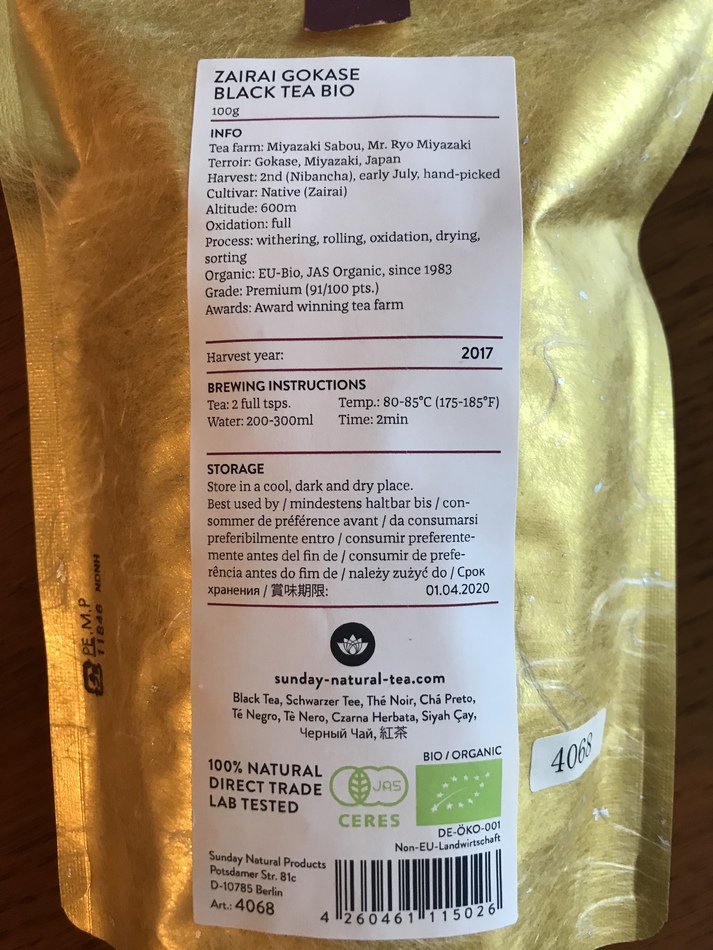 ZAIRAI GOKASE
BLACK TEA BIO
100g
INFO
Tea farm: Miyazaki Sabou, Mr. Ryo Miyazaki
Terroir: Gokase, Miyazaki, Japan
Harvest: 2nd (Nibancha), early July, hand-picked
Cultivar: Native (Zairai)
Altitude: 600m
Oxidation: full
Process: withering, rolling, oxidation, drying,
sorting
Organic: EU-Bio, JAS Organic, since 1983
Grade: Premium (91/100 pts.)
Awards: Award winning tea farm
Harvest year: 2017
BREWING INSTRUCTIONS
Tea: 2 full tsps. Temp.: 80-85°C (175-185°F)
Water: 200-300ml Time: 2min
STORAGE
Store in a cool, dark and dry place.
Best used by / mindestens haltbar bis / con-
sommer de préférence avant / da consumarsi
preferibilmente entro / consumir preferente-
mente antes del fin de / consumir de prefe-
rência antes do fim de / należy zużyć do / Срок
хранения / 賞味期限: 01.04.2020
sunday-natural-tea.com
Black Tea, Schwarzer Tee, Thé Noir, Chá Preto,
Té Negro, Tè Nero, Czarna Herbata, Siyah Çay,
Черный Чай, 紅茶
100% NATURAL
DIRECT TRADE
LAB TESTED
JAS
CERES
BIO / ORGANIC
DE-ÖKO-001
Non-EU-Landwirtschaft
Sunday Natural Products
Potsdamer Str. 81c
D-10785 Berlin
Art.: 4068
4 260461 115026
4068
PE.M.P
11846 NDNH